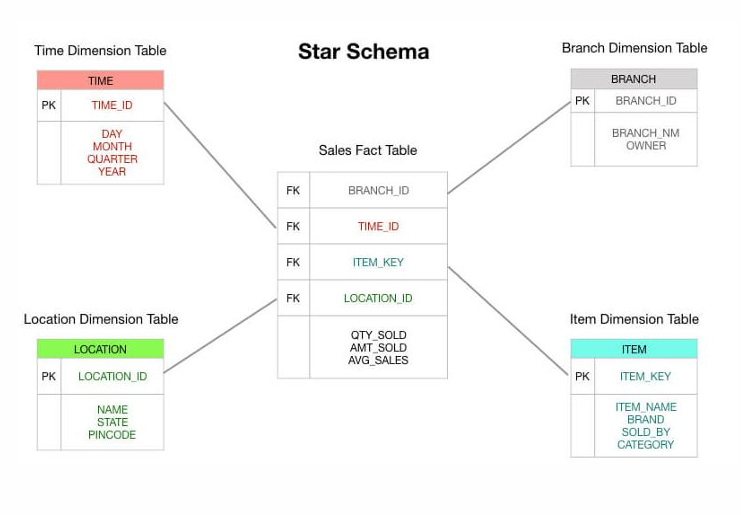 Star Schema
Time Dimension Table
TIME
PK TIME_ID
DAY
MONTH
QUARTER
YEAR
Branch Dimension Table
BRANCH
PK BRANCH_ID
BRANCH_NM
OWNER
Sales Fact Table
FK BRANCH_ID
FK TIME_ID
FK ITEM_KEY
FK LOCATION_ID
QTY_SOLD
AMT_SOLD
AVG_SALES
Location Dimension Table
LOCATION
PK LOCATION_ID
NAME
STATE
PINCODE
Item Dimension Table
ITEM
PK ITEM_KEY
ITEM_NAME
BRAND
SOLD_BY
CATEGORY